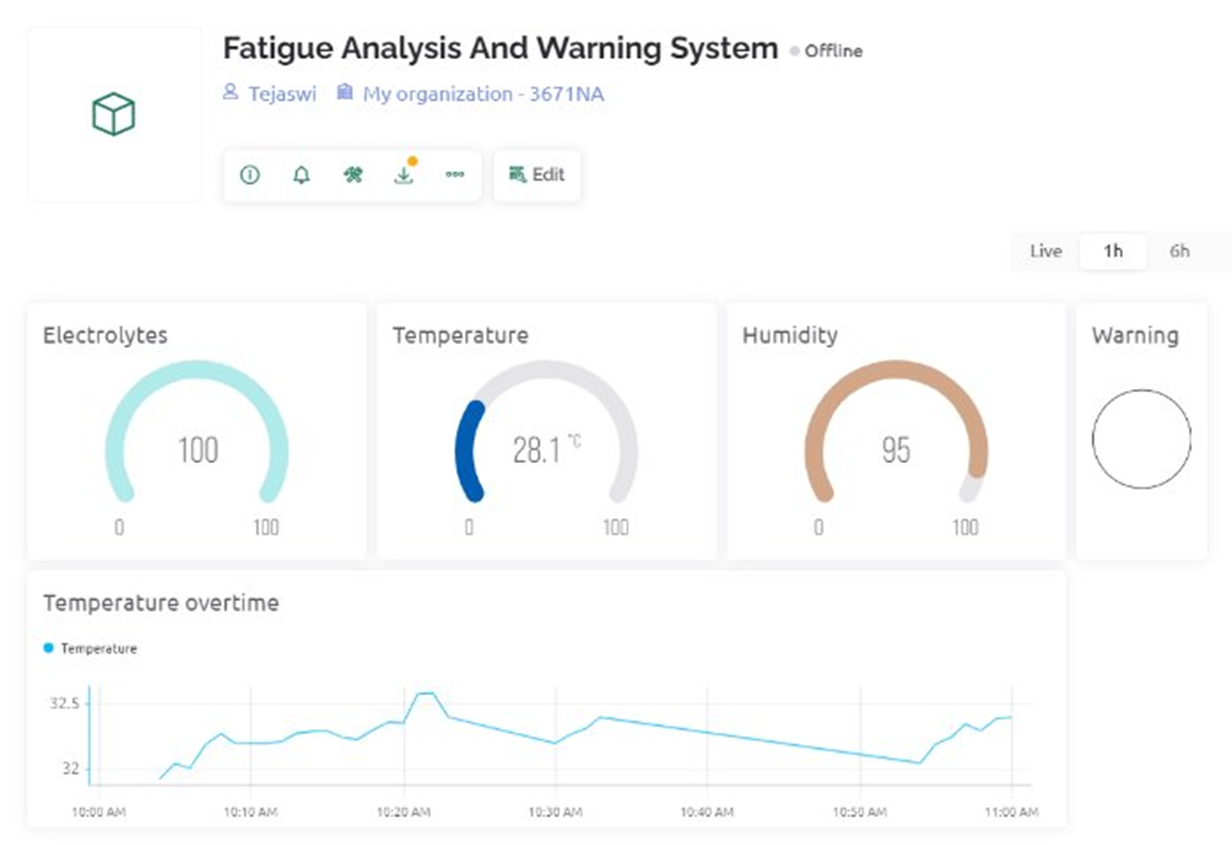 Fatigue Analysis And Warning System Offline
Tejaswi My organization - 3671NA
Edit
Live 1h 6h
Electrolytes
100
0 100
Temperature
28.1 °C
0 100
Humidity
95
0 100
Warning
Temperature overtime
Temperature
32.5
32
10:00 AM 10:10 AM 10:20 AM 10:30 AM 10:40 AM 10:50 AM 11:00 AM